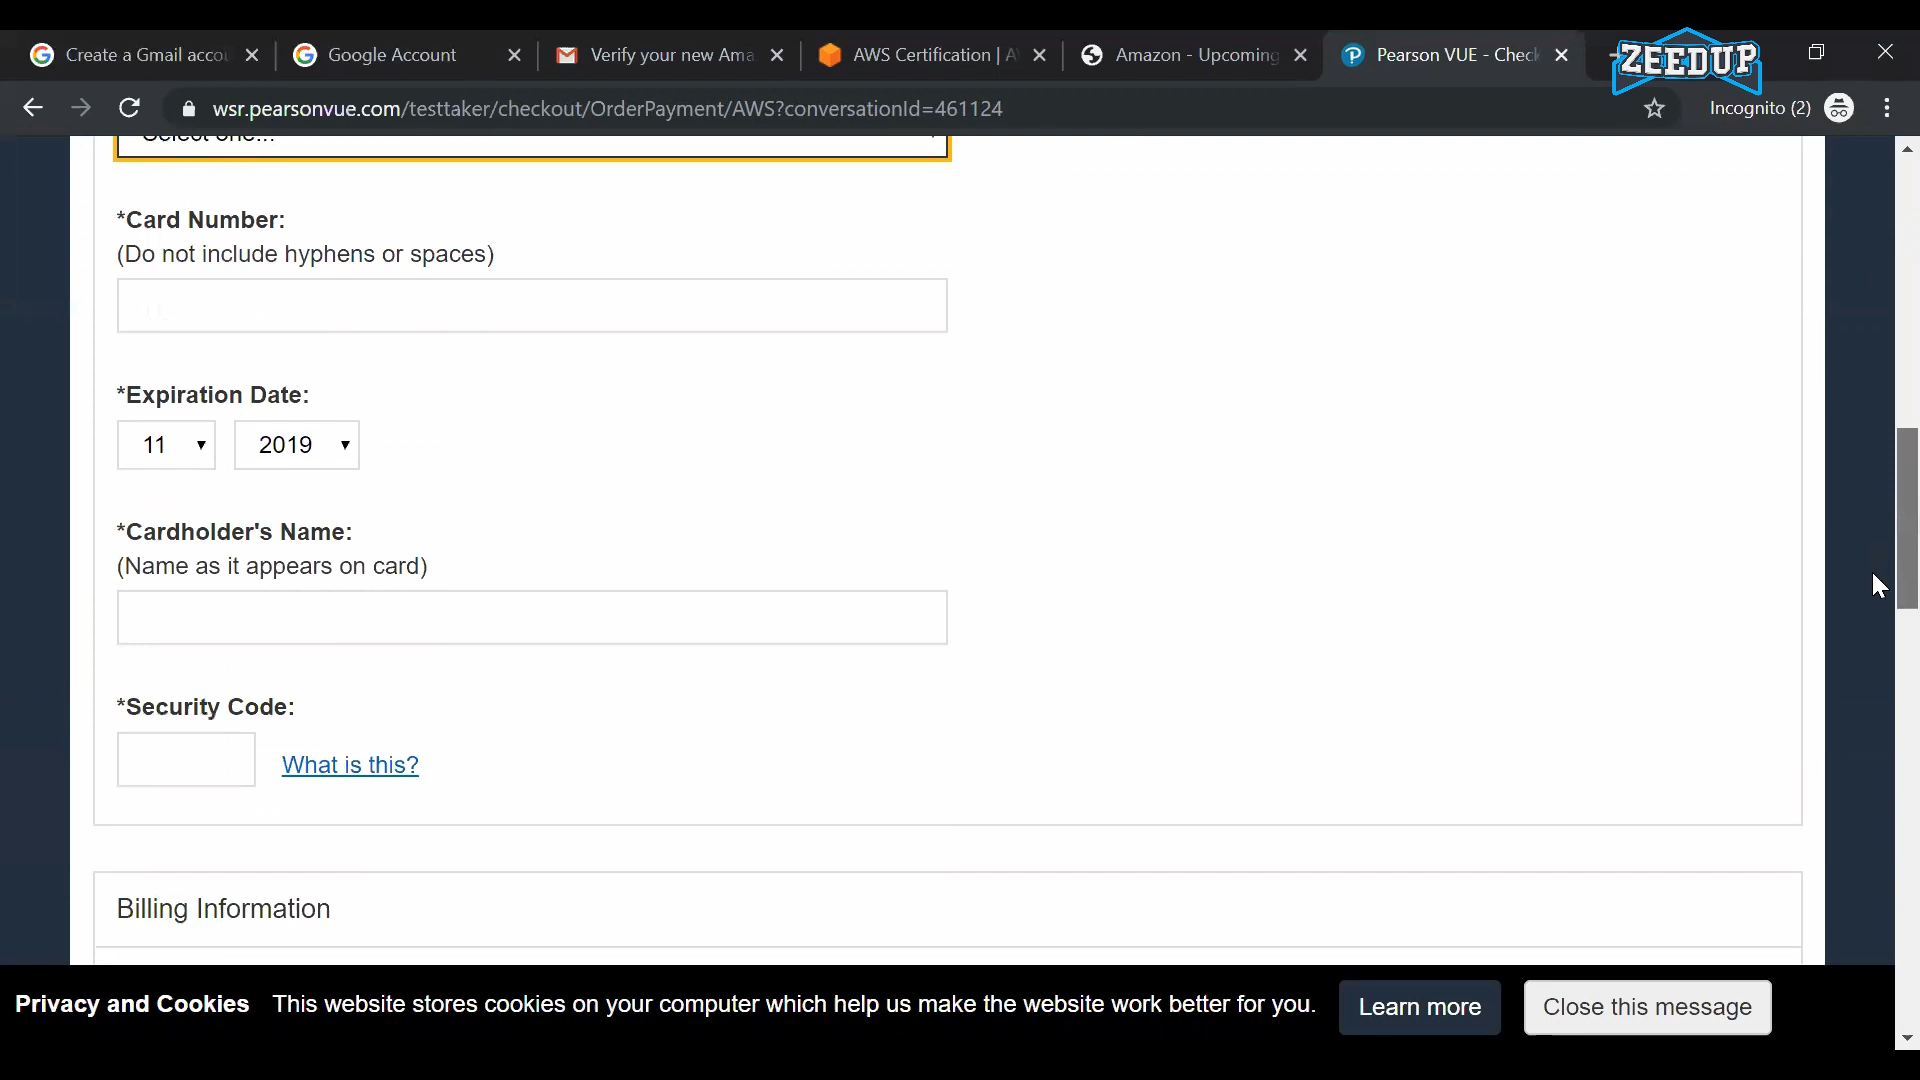 Create a Gmail acco
Google Account
Verify your new Ama
AWS Certification | A
Amazon - Upcoming
Pearson VUE - Chec
ZEEDUP
wsr.pearsonvue.com/testtaker/checkout/OrderPayment/AWS?conversationId=461124
Incognito (2)
Select one...
*Card Number:
(Do not include hyphens or spaces)
*Expiration Date:
11 2019
*Cardholder's Name:
(Name as it appears on card)
*Security Code:
What is this?
Billing Information
Privacy and Cookies This website stores cookies on your computer which help us make the website work better for you. Learn more Close this message